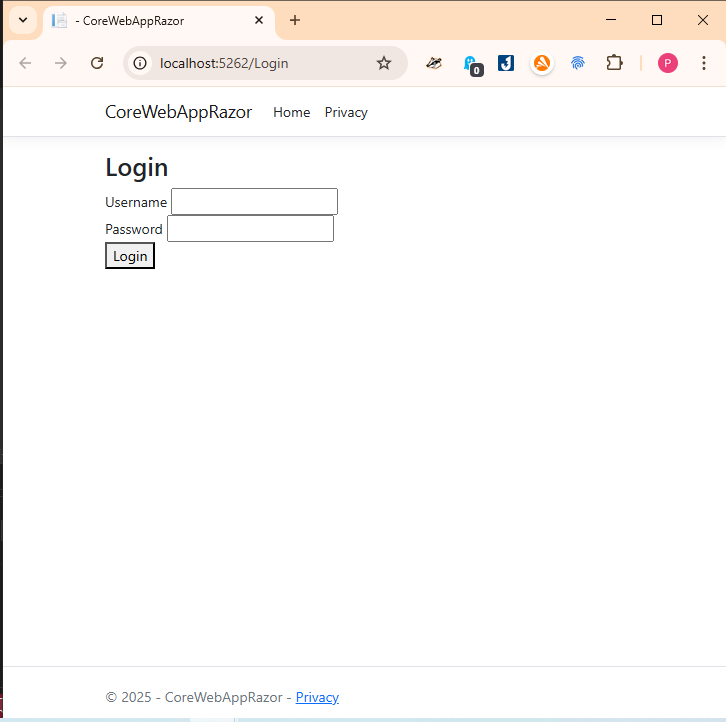 - CoreWebAppRazor
localhost:5262/Login
0
P
CoreWebAppRazor Home Privacy
Login
Username
Password
Login
© 2025 - CoreWebAppRazor - Privacy